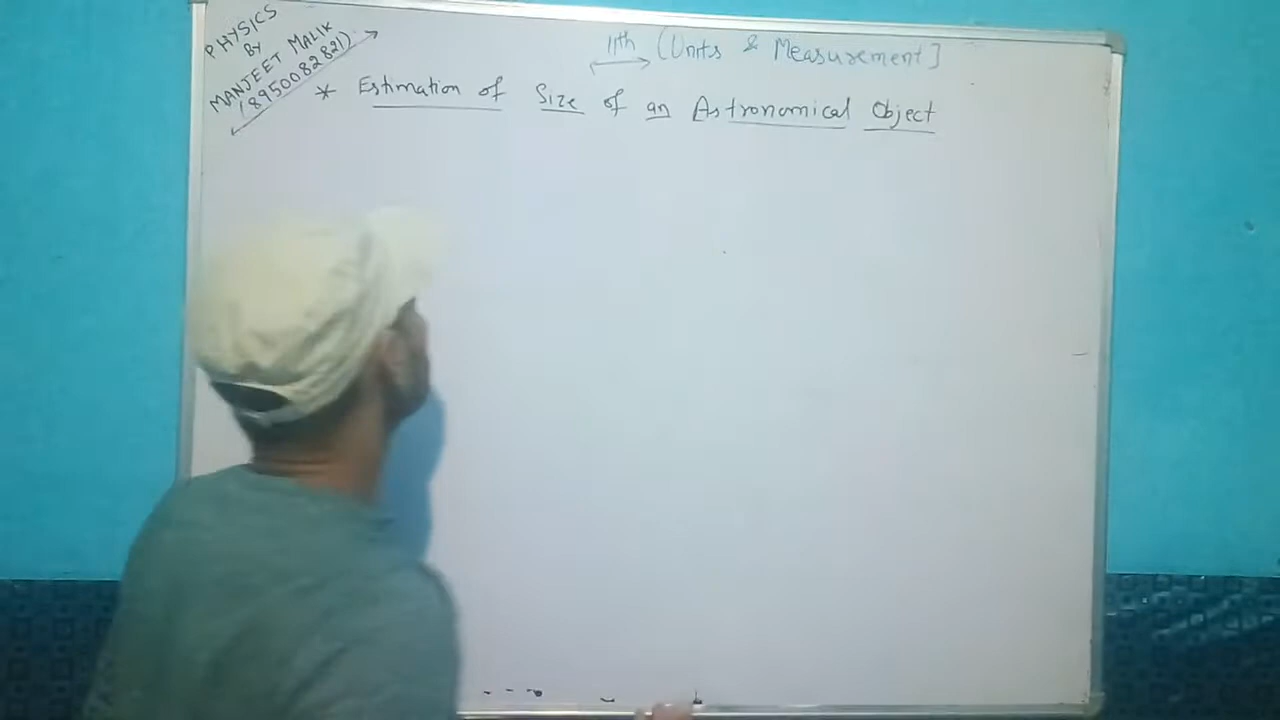 PHYSICS
By
MANJEET MALIK
(8950082821)
11th (Units & Measurement]
* Estimation of Size of an Astronomical Object